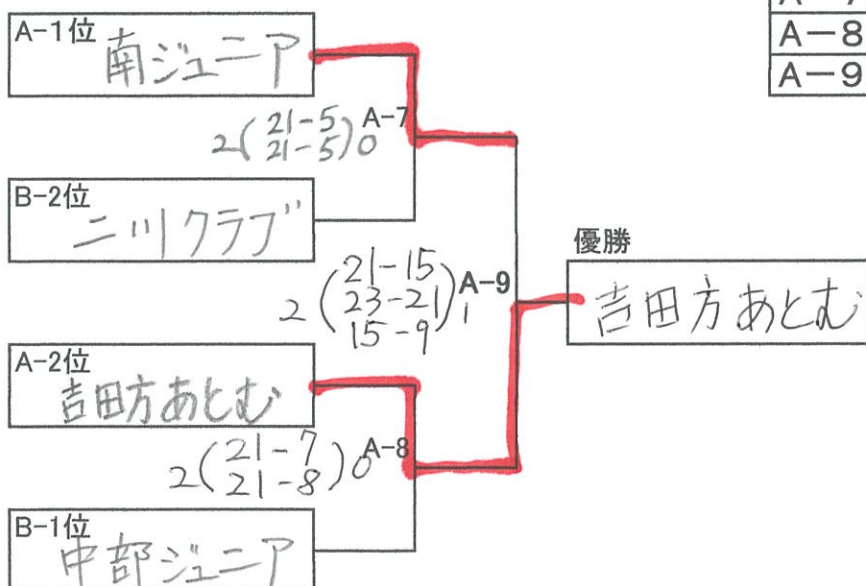 A-1位
南ジュニア
A-8
A-9
2(21-5 21-5)0
A-7
B-2位
二川クラブ
優勝
吉田方あとむ
2(21-15 23-21 15-9)1
A-9
A-2位
吉田方あとむ
2(21-7 21-8)0
A-8
B-1位
中部ジュニア